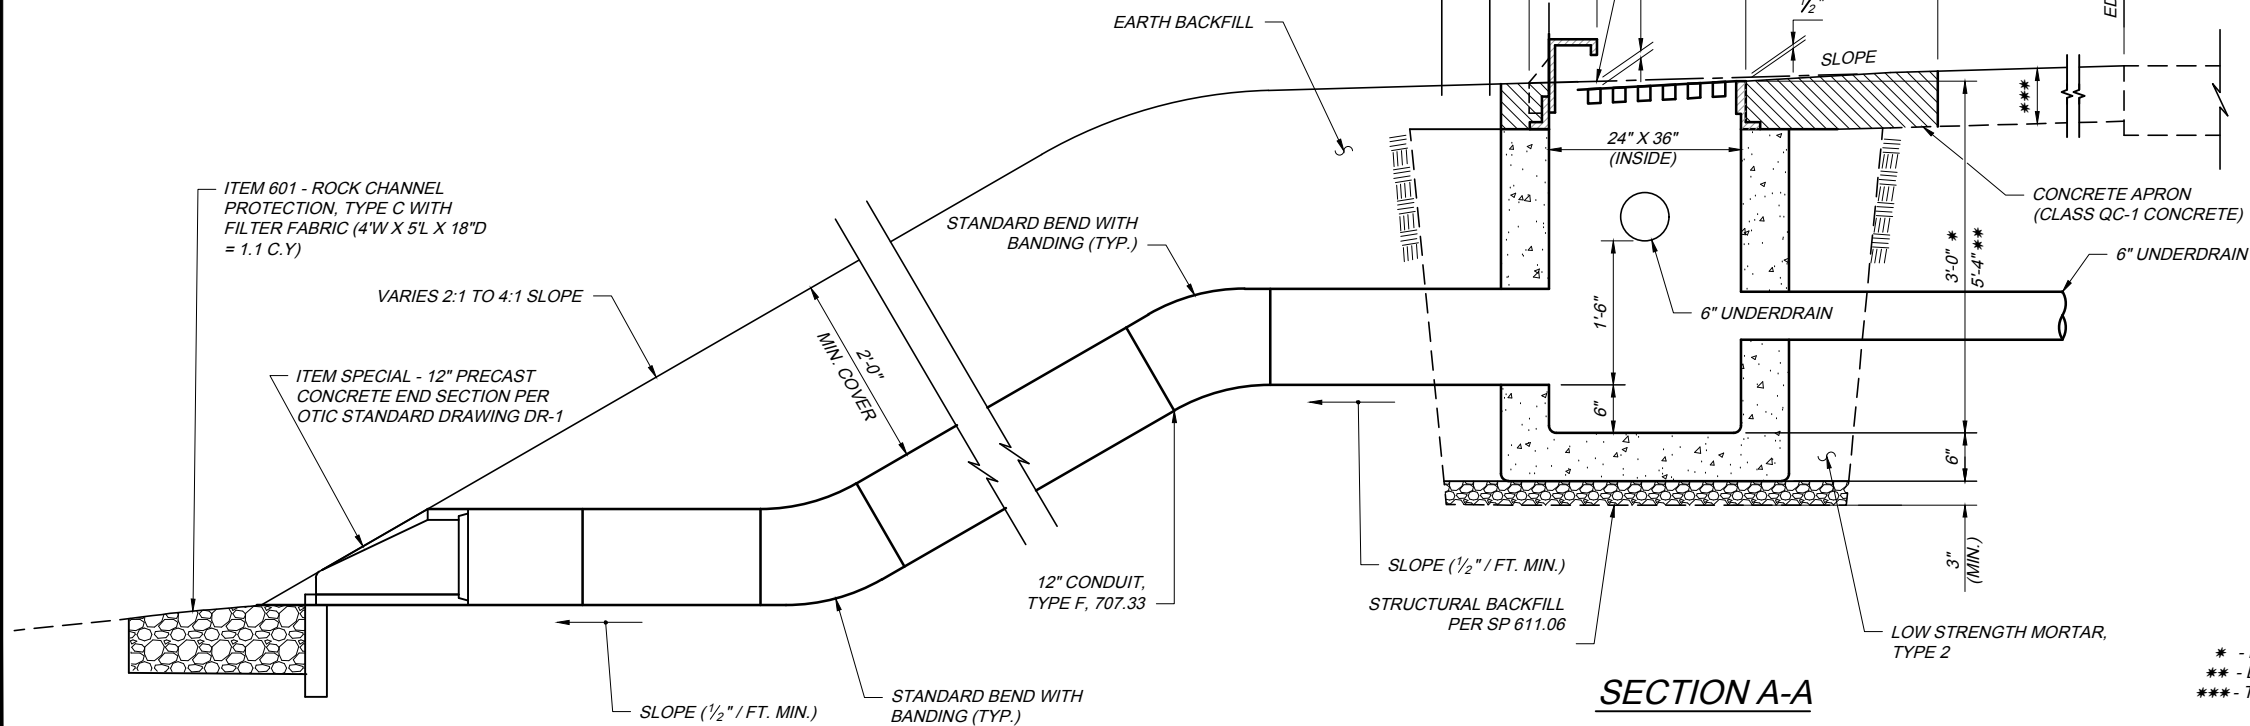 EARTH BACKFILL
1/2"
SLOPE
***
24" X 36"
(INSIDE)
ITEM 601 - ROCK CHANNEL
PROTECTION, TYPE C WITH
FILTER FABRIC (4'W X 5'L X 18"D
= 1.1 C.Y)
STANDARD BEND WITH
BANDING (TYP.)
CONCRETE APRON
(CLASS QC-1 CONCRETE)
3'-0" *
5'-4" **
6" UNDERDRAIN
VARIES 2:1 TO 4:1 SLOPE
1'-6"
6" UNDERDRAIN
2'-0"
MIN. COVER
ITEM SPECIAL - 12" PRECAST
CONCRETE END SECTION PER
OTIC STANDARD DRAWING DR-1
6"
6"
SLOPE (1/2" / FT. MIN.)
3"
(MIN.)
12" CONDUIT,
TYPE F, 707.33
STRUCTURAL BACKFILL
PER SP 611.06
LOW STRENGTH MORTAR,
TYPE 2
* -
** -
*** - T
SECTION A-A
STANDARD BEND WITH
BANDING (TYP.)
SLOPE (1/2" / FT. MIN.)